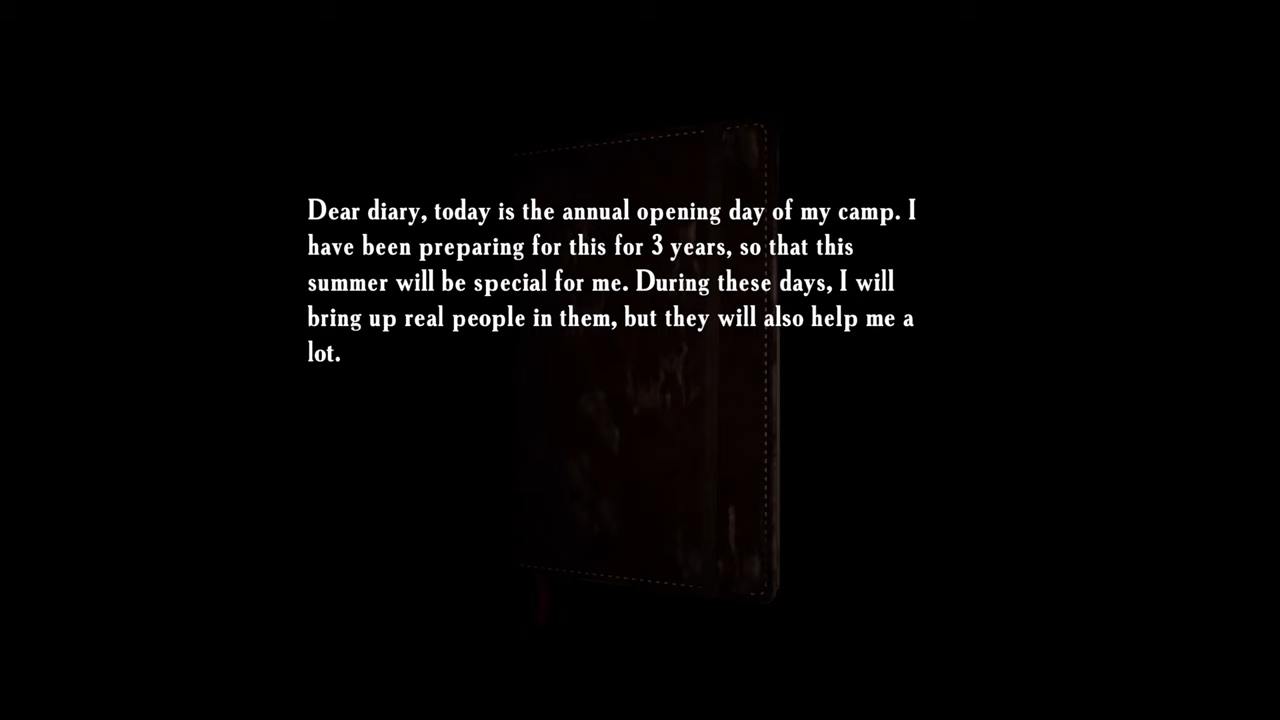 Dear diary, today is the annual opening day of my camp. I
have been preparing for this for 3 years, so that this
summer will be special for me. During these days, I will
bring up real people in them, but they will also help me a
lot.